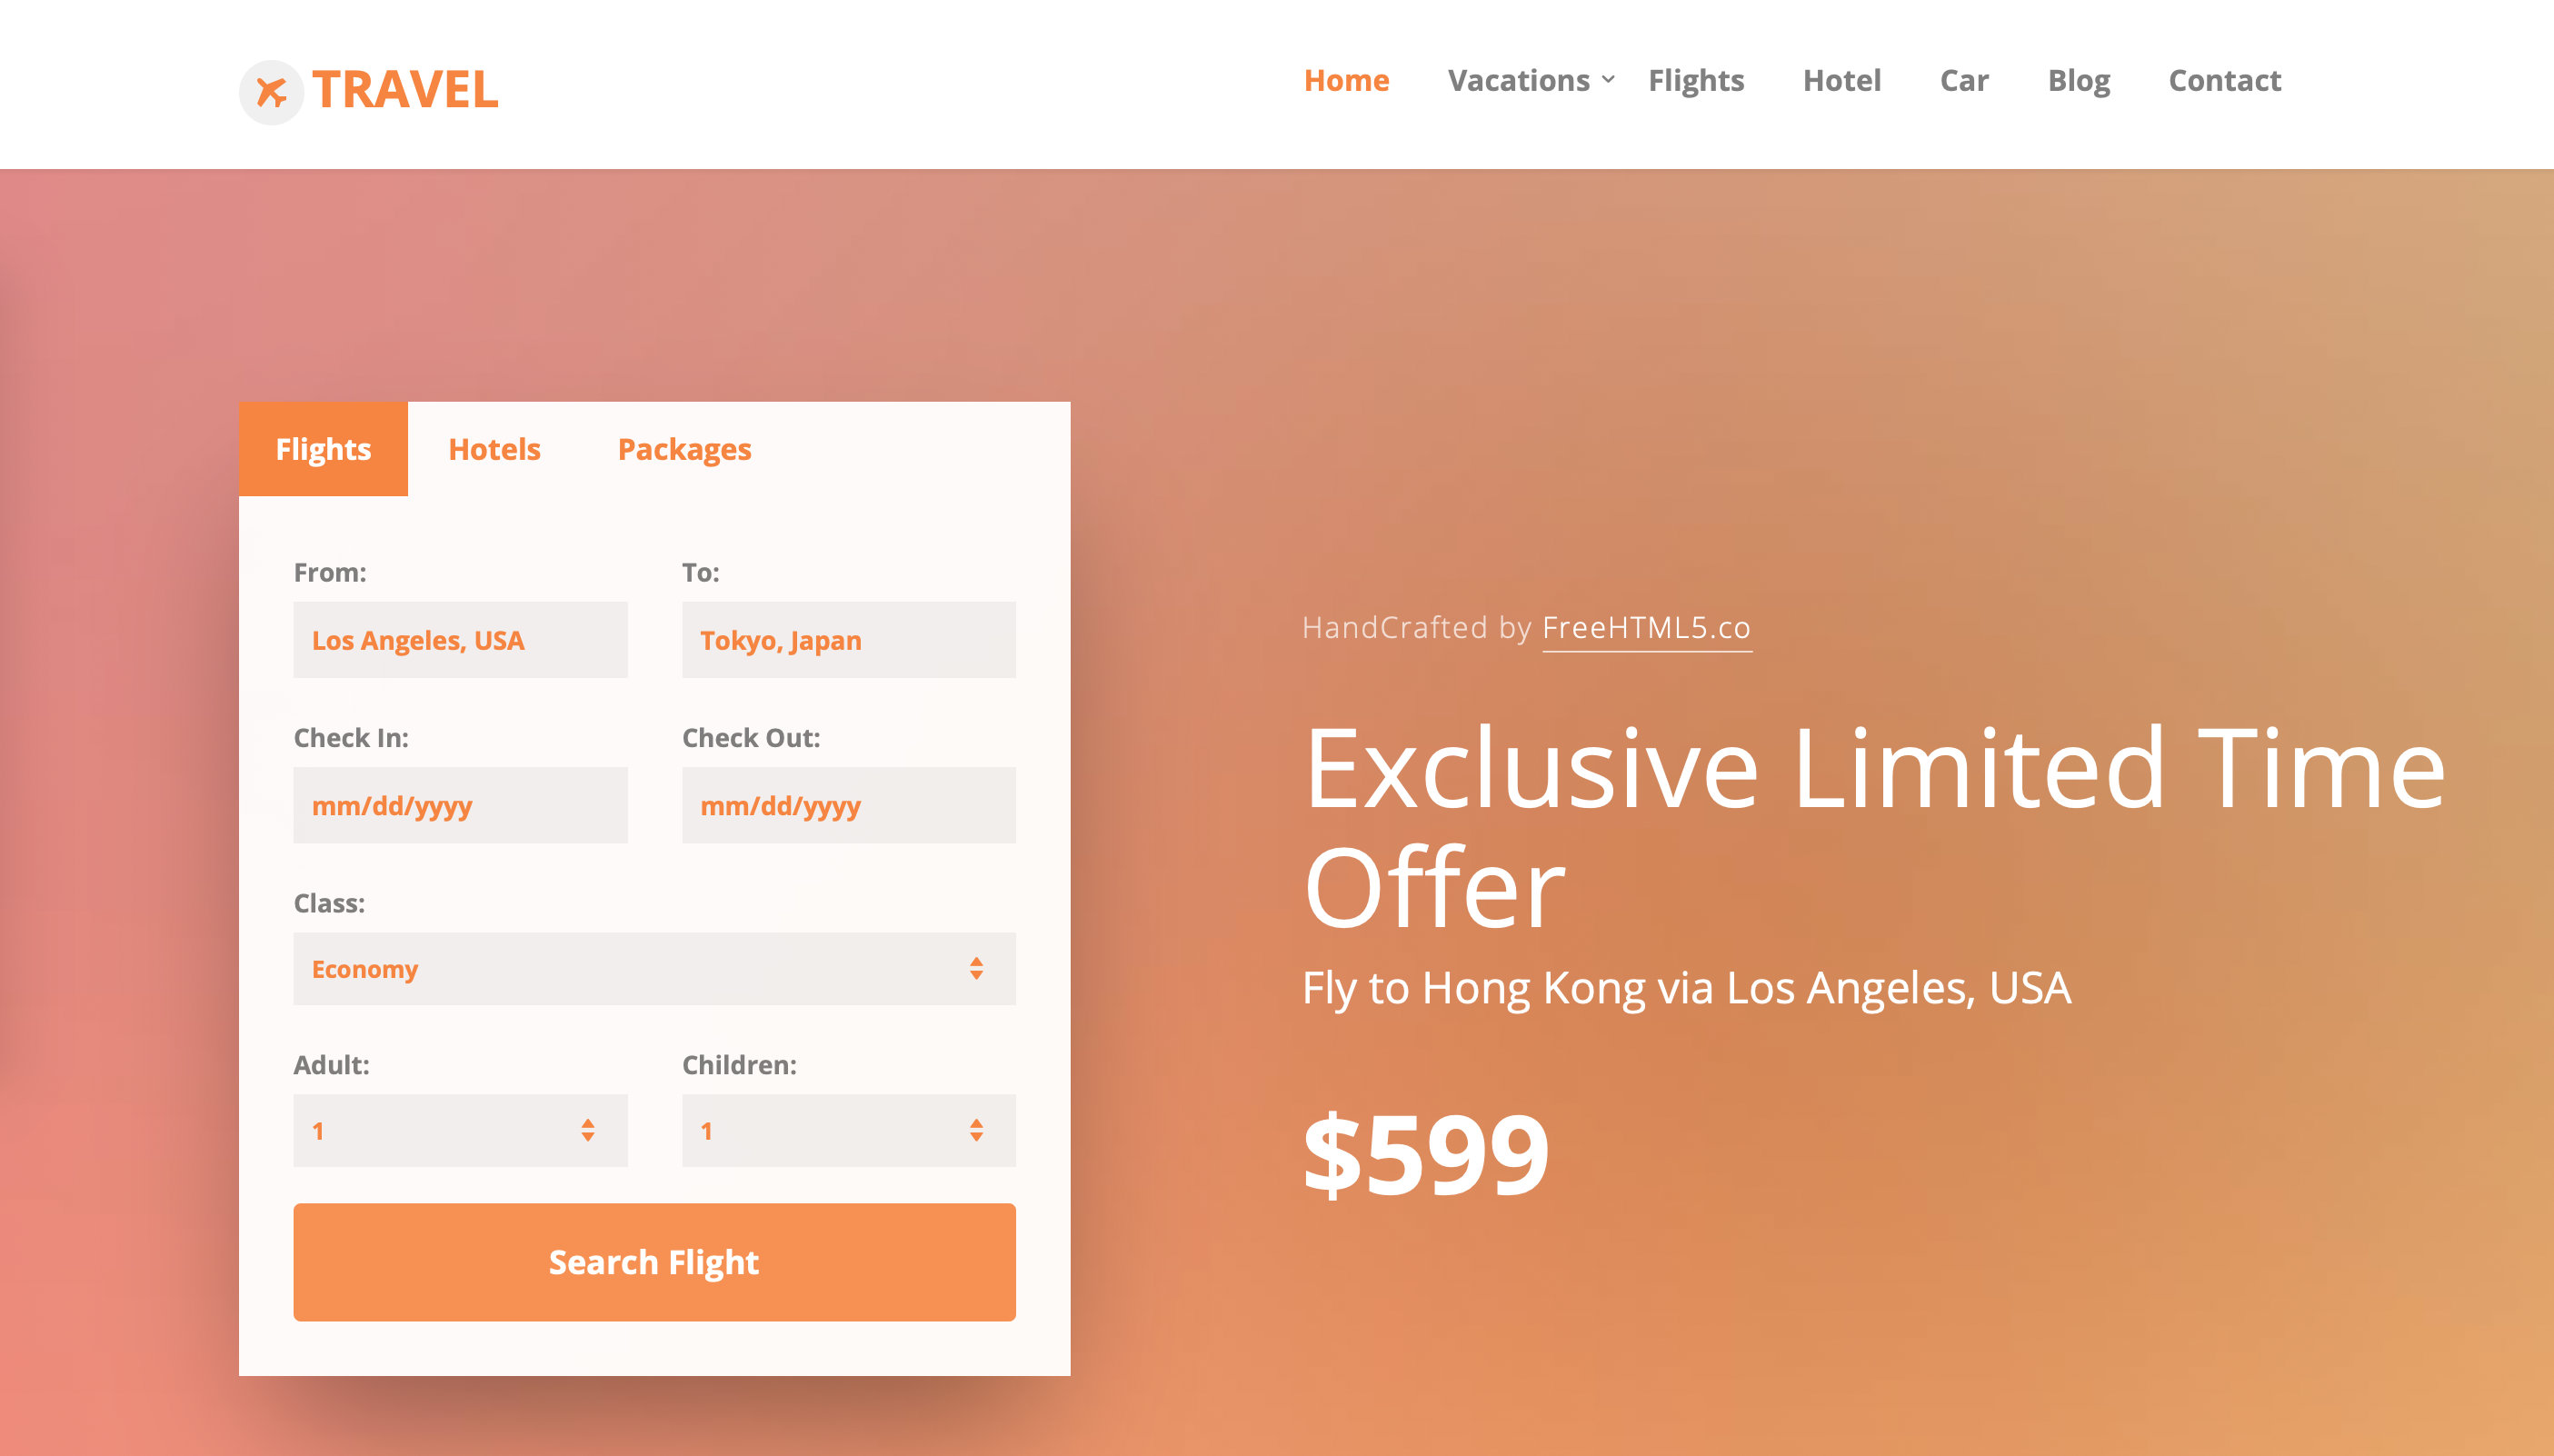 TRAVEL
Home Vacations Flights Hotel Car Blog Contact
Flights Hotels Packages
From: To:
Los Angeles, USA Tokyo, Japan
Check In: Check Out:
mm/dd/yyyy mm/dd/yyyy
Class:
Economy
Adult: Children:
1 1
Search Flight
HandCrafted by FreeHTML5.co
Exclusive Limited Time
Offer
Fly to Hong Kong via Los Angeles, USA
$599